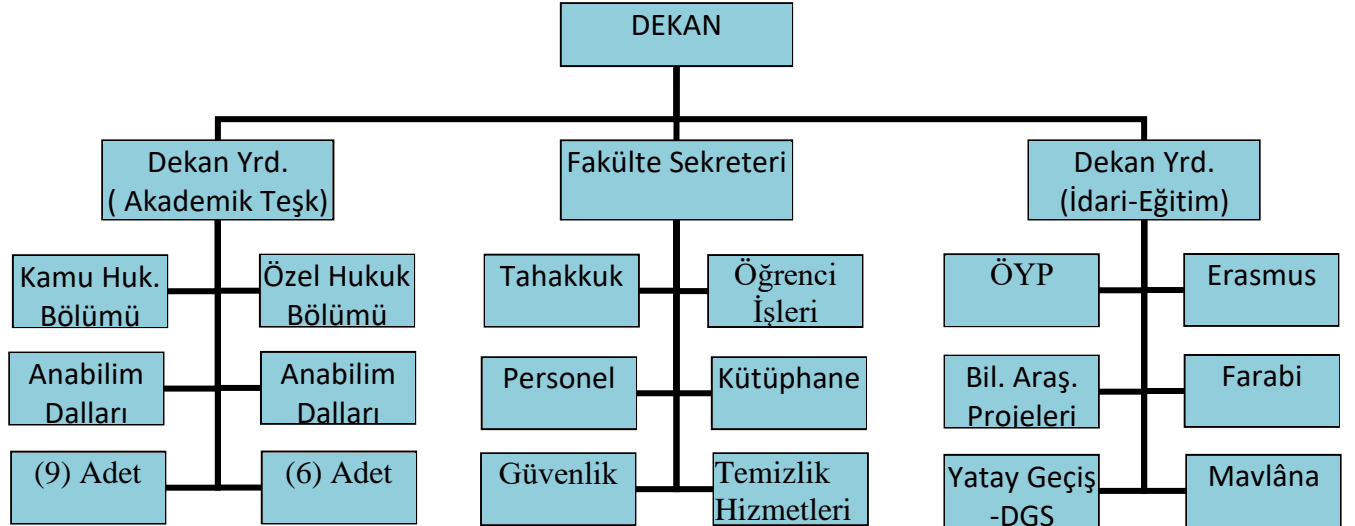 DEKAN
Dekan Yrd.
( Akademik Teşk)
Fakülte Sekreteri
Dekan Yrd.
(İdari-Eğitim)
Kamu Huk.
Bölümü
Özel Hukuk
Bölümü
Tahakkuk
Öğrenci
İşleri
ÖYP
Erasmus
Anabilim
Dalları
Anabilim
Dalları
Personel
Kütüphane
Bil. Araş.
Projeleri
Farabi
(9) Adet
(6) Adet
Güvenlik
Temizlik
Hizmetleri
Yatay Geçiş
-DGS
Mavlâna